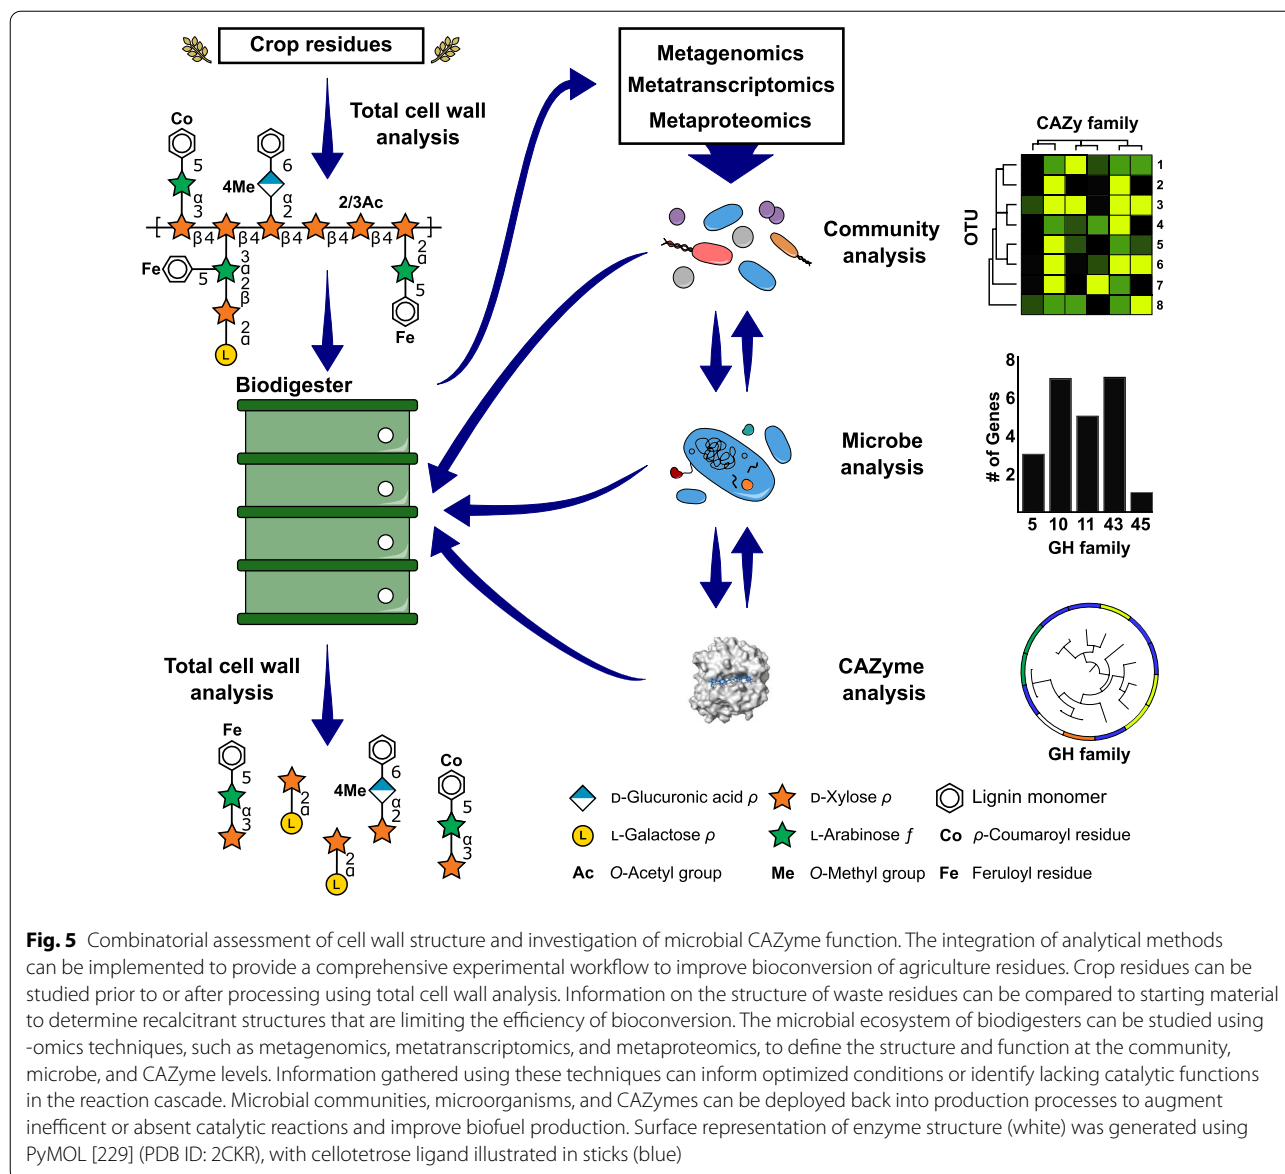 Crop residues
Total cell wall
analysis
Co
5
α
3
6
4Me
α
2
2/3Ac
[
]
β4
β4
β4
β4
β4
Fe
5
3
α
2
β
2
α
L
2
α
5
Fe
Biodigester
Total cell wall
analysis
Fe
5
α
3
2
α
L
6
4Me
α
2
2
α
L
Co
5
α
3
Metagenomics
Metatranscriptomics
Metaproteomics
Community
analysis
Microbe
analysis
CAZyme
analysis
CAZy family
OTU
1
2
3
4
5
6
7
8
# of Genes
8
6
4
2
5 10 11 43 45
GH family
GH family
D-Glucuronic acid ρ
D-Xylose ρ
Lignin monomer
L L-Galactose ρ
L-Arabinose ƒ
Co ρ-Coumaroyl residue
Ac O-Acetyl group
Me O-Methyl group
Fe Feruloyl residue
Fig. 5 Combinatorial assessment of cell wall structure and investigation of microbial CAZyme function. The integration of analytical methods
can be implemented to provide a comprehensive experimental workflow to improve bioconversion of agriculture residues. Crop residues can be
studied prior to or after processing using total cell wall analysis. Information on the structure of waste residues can be compared to starting material
to determine recalcitrant structures that are limiting the efficiency of bioconversion. The microbial ecosystem of biodigesters can be studied using
-omics techniques, such as metagenomics, metatranscriptomics, and metaproteomics, to define the structure and function at the community,
microbe, and CAZyme levels. Information gathered using these techniques can inform optimized conditions or identify lacking catalytic functions
in the reaction cascade. Microbial communities, microorganisms, and CAZymes can be deployed back into production processes to augment
inefficent or absent catalytic reactions and improve biofuel production. Surface representation of enzyme structure (white) was generated using
PyMOL [229] (PDB ID: 2CKR), with cellotetrose ligand illustrated in sticks (blue)